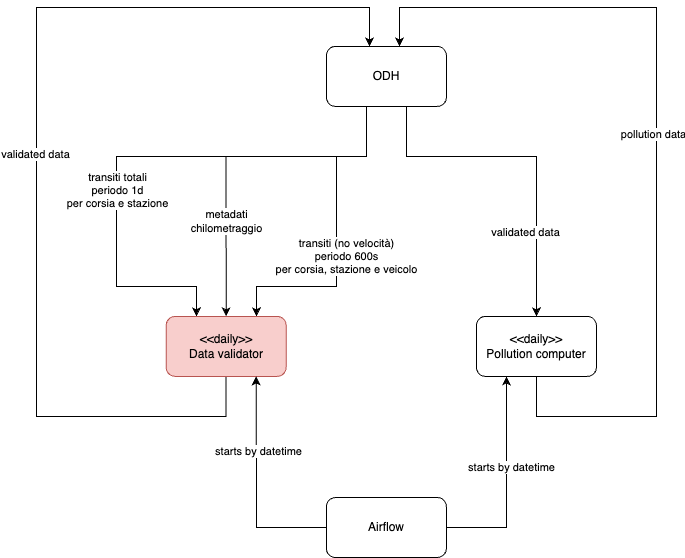 ODH
validated data
pollution data
transiti totali
periodo 1d
per corsia e stazione
metadati
chilometraggio
transiti (no velocità)
periodo 600s
per corsia, stazione e veicolo
validated data
<<daily>>
Data validator
<<daily>>
Pollution computer
starts by datetime
starts by datetime
Airflow